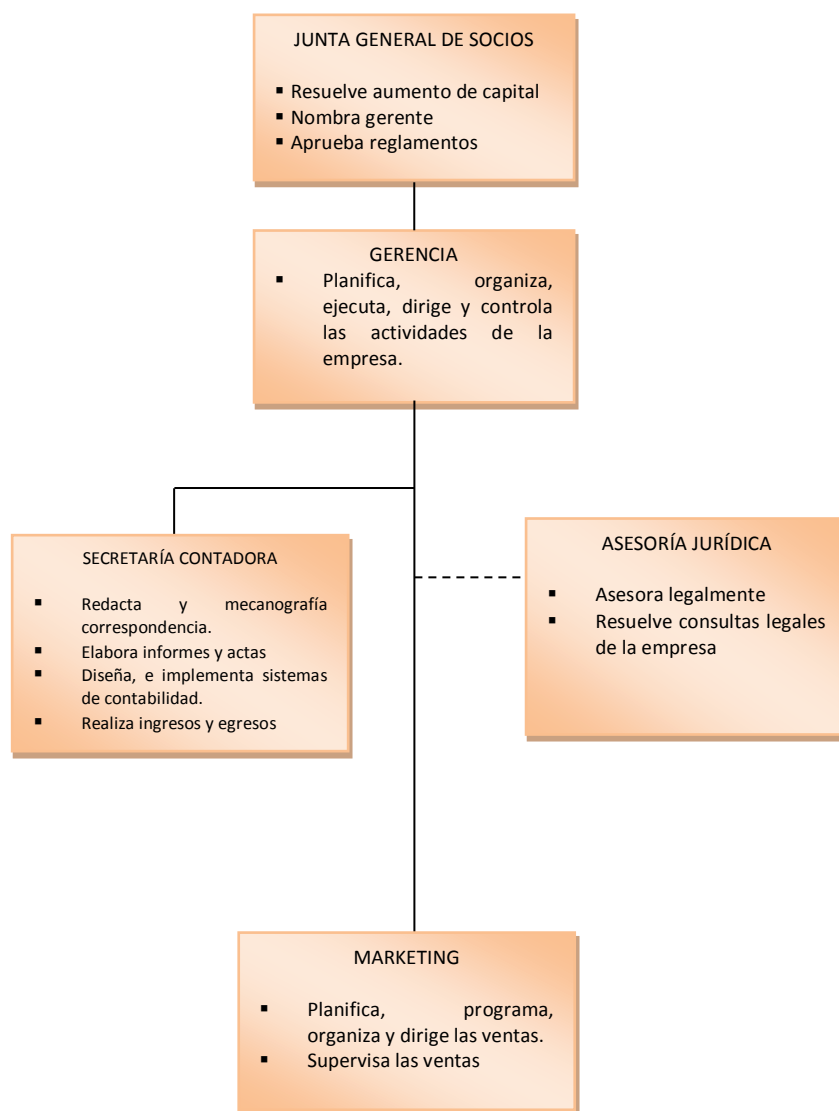 JUNTA GENERAL DE SOCIOS
▪ Resuelve aumento de capital
▪ Nombra gerente
▪ Aprueba reglamentos
GERENCIA
▪ Planifica, organiza,
ejecuta, dirige y controla
las actividades de la
empresa.
SECRETARÍA CONTADORA
▪ Redacta y mecanografía
correspondencia.
▪ Elabora informes y actas
▪ Diseña, e implementa sistemas
de contabilidad.
▪ Realiza ingresos y egresos
ASESORÍA JURÍDICA
▪ Asesora legalmente
▪ Resuelve consultas legales
de la empresa
MARKETING
▪ Planifica, programa,
organiza y dirige las ventas.
▪ Supervisa las ventas